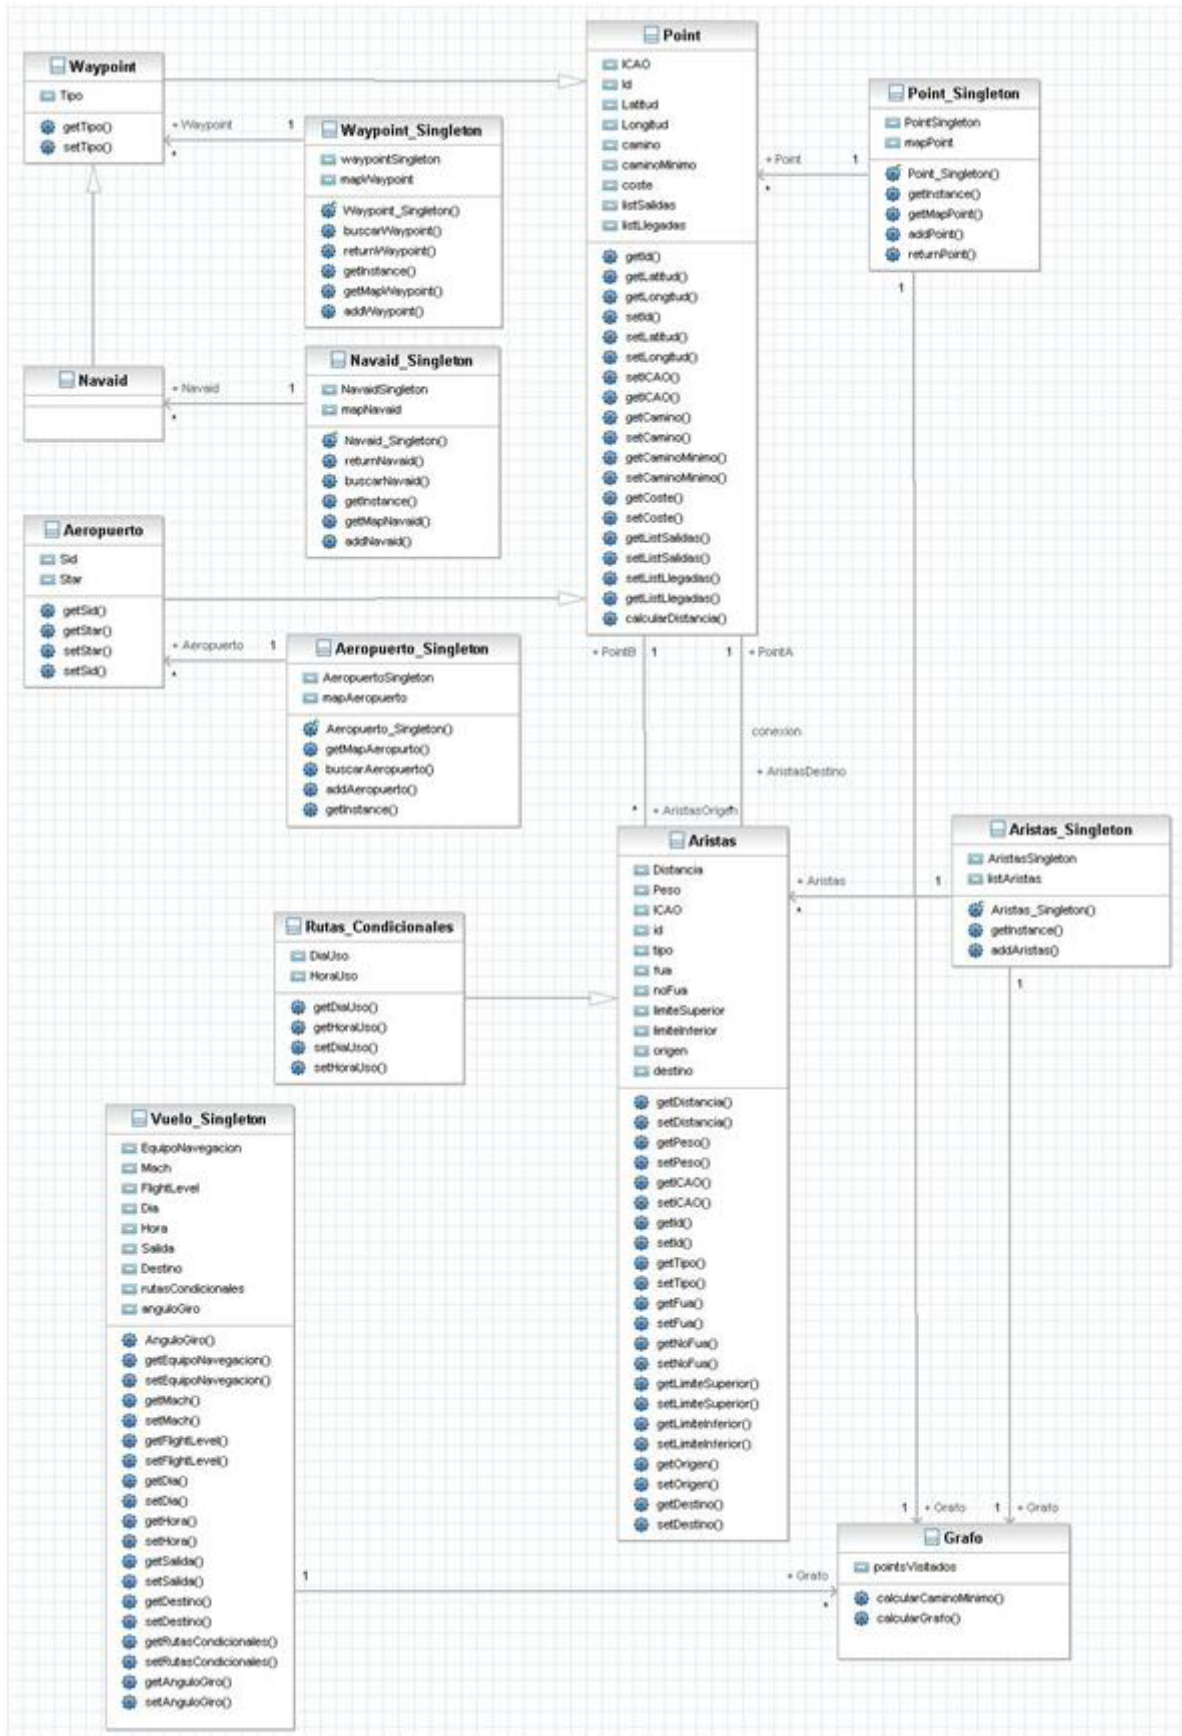 Waypoint
Tipo
getTipo()
setTipo()
+ Waypoint
1
*
Waypoint_Singleton
waypointSingleton
mapWaypoint
Waypoint_Singleton()
buscarWaypoint()
returnWaypoint()
getInstance()
getMapWaypoint()
addWaypoint()
Point
ICAO
Id
Latitud
Longitud
camino
caminoMinimo
coste
listSalidas
listLlegadas
getId()
getLatitud()
getLongitud()
setId()
setLatitud()
setLongitud()
setICAO()
getICAO()
getCamino()
setCamino()
getCaminoMinimo()
setCaminoMinimo()
getCoste()
setCoste()
getListSalidas()
setListSalidas()
setListLlegadas()
getListLlegadas()
calcularDistancia()
+ Point
1
*
Point_Singleton
PointSingleton
mapPoint
Point_Singleton()
getInstance()
getMapPoint()
addPoint()
returnPoint()
1
Navaid
+ Navaid
1
*
Navaid_Singleton
NavaidSingleton
mapNavaid
Navaid_Singleton()
returnNavaid()
buscarNavaid()
getInstance()
getMapNavaid()
addNavaid()
Aeropuerto
Sid
Star
getSid()
getStar()
setStar()
setSid()
+ Aeropuerto
1
*
Aeropuerto_Singleton
AeropuertoSingleton
mapAeropuerto
Aeropuerto_Singleton()
getMapAeropurto()
buscarAeropuerto()
addAeropuerto()
getInstance()
+ PointB
1
1
+ PointA
conexion
+ AristasDestino
*
+ AristasOrigen
*
Aristas
Distancia
Peso
ICAO
id
tipo
fua
noFua
limiteSuperior
limiteInferior
origen
destino
getDistancia()
setDistancia()
getPeso()
setPeso()
getICAO()
setICAO()
getId()
setId()
getTipo()
setTipo()
getFua()
setFua()
getNoFua()
setNoFua()
getLimiteSuperior()
setLimiteSuperior()
getLimiteInferior()
setLimiteInferior()
getOrigen()
setOrigen()
getDestino()
setDestino()
+ Aristas
1
*
Aristas_Singleton
AristasSingleton
listAristas
Aristas_Singleton()
getInstance()
addAristas()
1
Rutas_Condicionales
DiaUso
HoraUso
getDiaUso()
getHoraUso()
setDiaUso()
setHoraUso()
Vuelo_Singleton
EquipoNavegacion
Mach
FlightLevel
Dia
Hora
Salida
Destino
rutasCondicionales
anguloGiro
AnguloGiro()
getEquipoNavegacion()
setEquipoNavegacion()
getMach()
setMach()
getFlightLevel()
setFlightLevel()
getDia()
setDia()
getHora()
setHora()
getSalida()
setSalida()
getDestino()
setDestino()
getRutasCondicionales()
setRutasCondicionales()
getAnguloGiro()
setAnguloGiro()
1
+ Grafo
*
1
+ Grafo
1
+ Grafo
Grafo
pointsVisitados
calcularCaminoMinimo()
calcularGrafo()